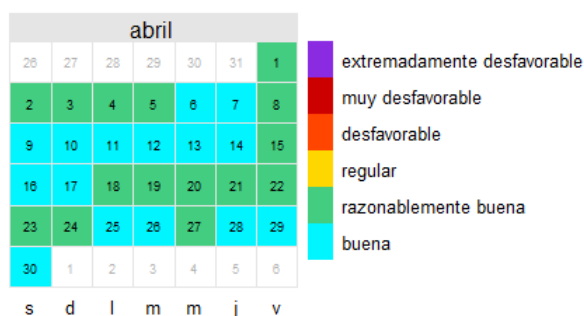 abril
26 27 28 29 30 31 1
2 3 4 5 6 7 8
9 10 11 12 13 14 15
16 17 18 19 20 21 22
23 24 25 26 27 28 29
30 1 2 3 4 5 6
s d l m m j v
extremadamente desfavorable
muy desfavorable
desfavorable
regular
razonablemente buena
buena